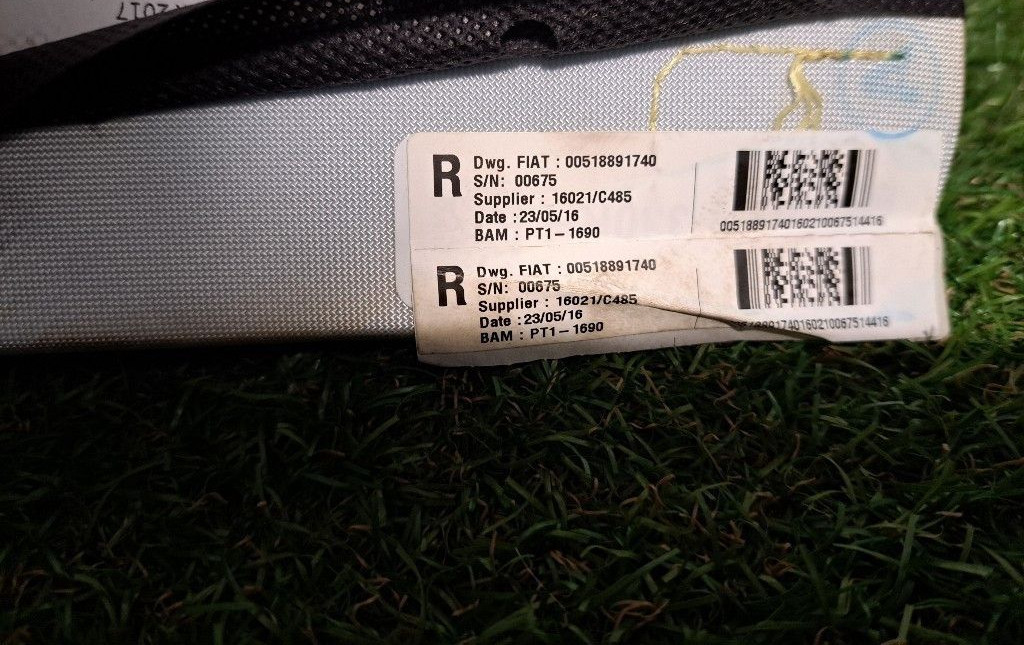 2017
R
Dwg. FIAT : 00518891740
S/N: 00675
Supplier : 16021/C485
Date :23/05/16
BAM : PT1-1690
00518891740160210067514416
R
Dwg. FIAT : 00518891740
S/N: 00675
Supplier : 16021/C485
Date :23/05/16
BAM : PT1-1690